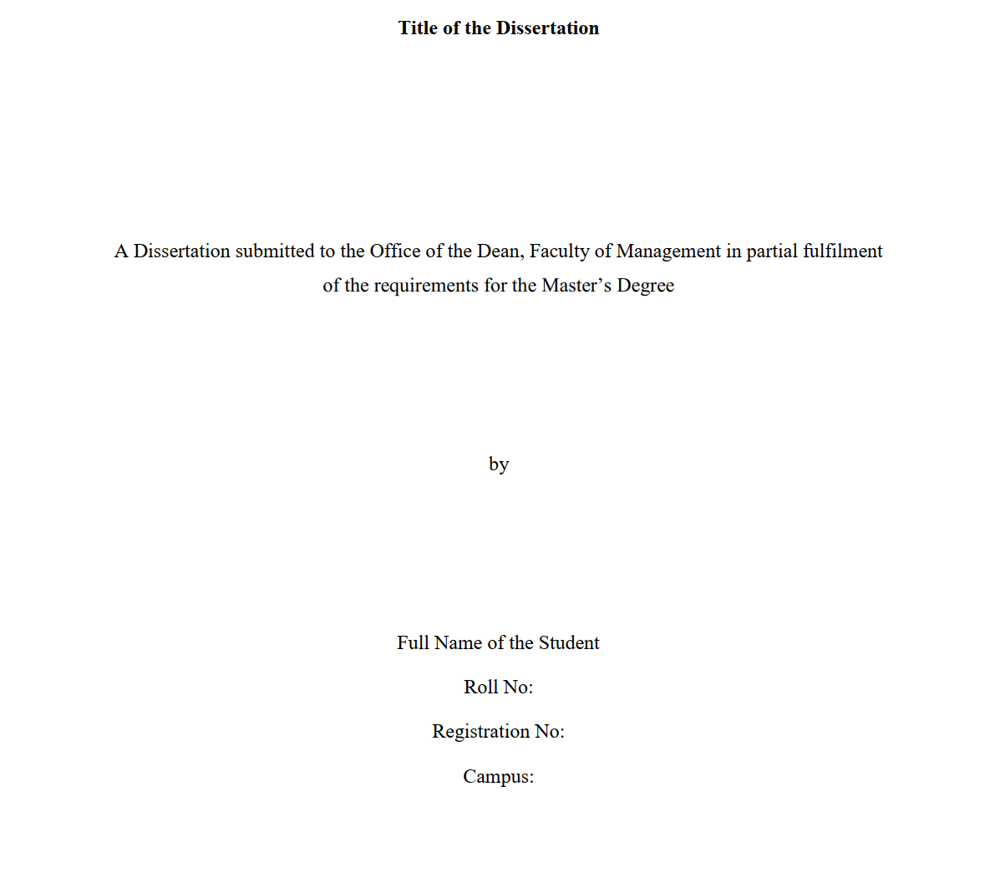 Title of the Dissertation
A Dissertation submitted to the Office of the Dean, Faculty of Management in partial fulfilment
of the requirements for the Master’s Degree
by
Full Name of the Student
Roll No:
Registration No:
Campus: